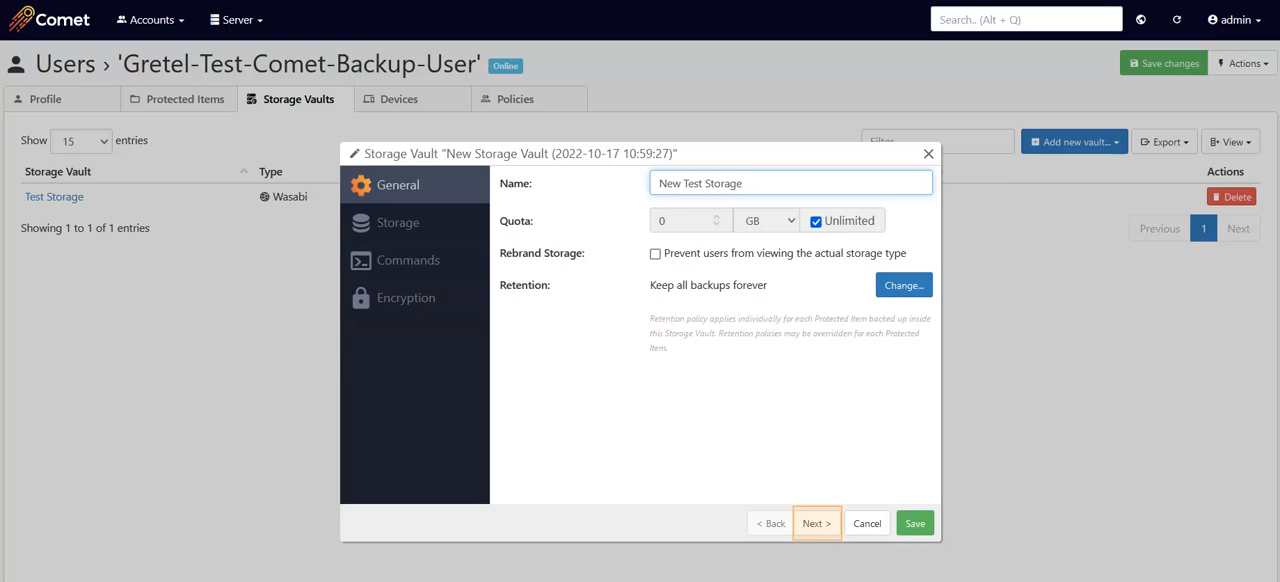 Comet Accounts Server Search.. (Alt + Q) admin
Users › 'Gretel-Test-Comet-Backup-User' Online Save changes Actions
Profile Protected Items Storage Vaults Devices Policies
Show 15 entries Filter Add new vault... Export View
Storage Vault Type Actions
Test Storage Wasabi Delete
Showing 1 to 1 of 1 entries Previous 1 Next
Storage Vault "New Storage Vault (2022-10-17 10:59:27)"
General
Storage
Commands
Encryption
Name: New Test Storage
Quota: 0 GB Unlimited
Rebrand Storage: Prevent users from viewing the actual storage type
Retention: Keep all backups forever Change...
Retention policy applies individually for each Protected Item backed up inside
this Storage Vault. Retention policies may be overridden for each Protected
Item.
< Back Next > Cancel Save